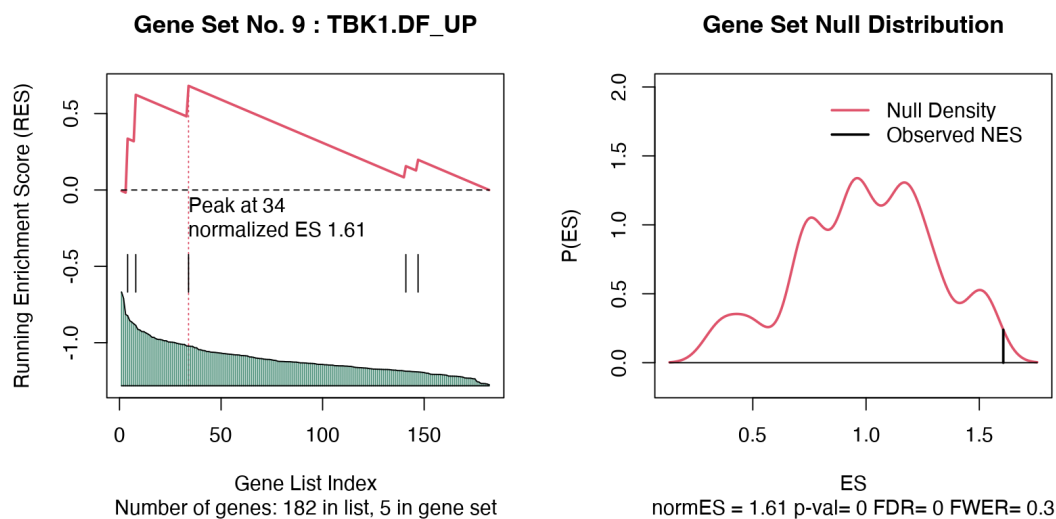 Gene Set No. 9 : TBK1.DF_UP
Running Enrichment Score (RES)
0.5
0.0
-0.5
-1.0
Peak at 34
normalized ES 1.61
0
50
100
150
Gene List Index
Number of genes: 182 in list, 5 in gene set
Gene Set Null Distribution
P(ES)
2.0
1.5
1.0
0.5
0.0
Null Density
Observed NES
0.5
1.0
1.5
ES
normES = 1.61 p-val= 0 FDR= 0 FWER= 0.3